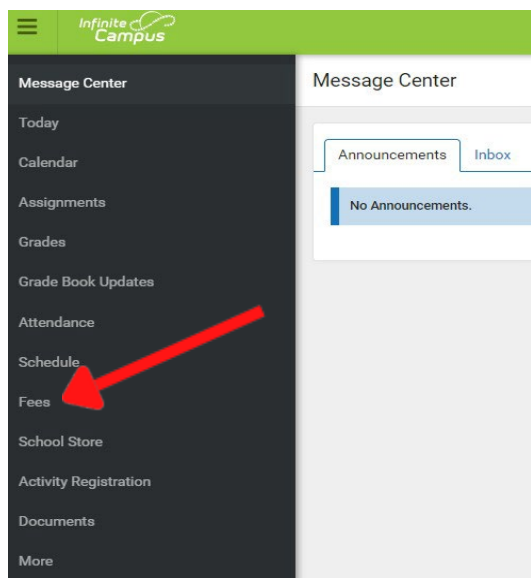 Infinite
Campus
Message Center
Today
Calendar
Assignments
Grades
Grade Book Updates
Attendance
Schedule
Fees
School Store
Activity Registration
Documents
More
Message Center
Announcements Inbox
No Announcements.